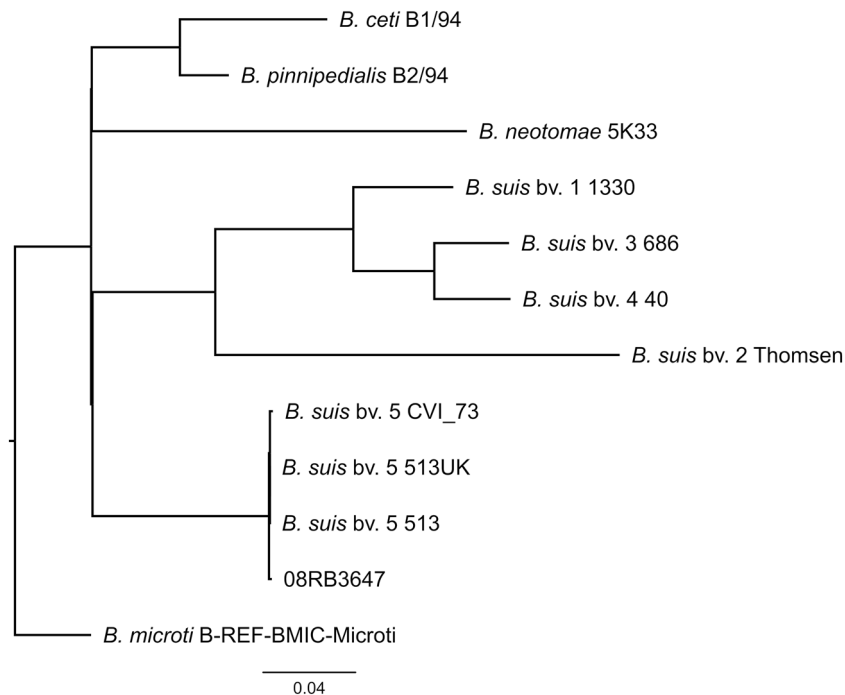 B. ceti B1/94
B. pinnipedialis B2/94
B. neotomae 5K33
B. suis bv. 1 1330
B. suis bv. 3 686
B. suis bv. 4 40
B. suis bv. 2 Thomsen
B. suis bv. 5 CVI_73
B. suis bv. 5 513UK
B. suis bv. 5 513
08RB3647
B. microti B-REF-BMIC-Microti
0.04